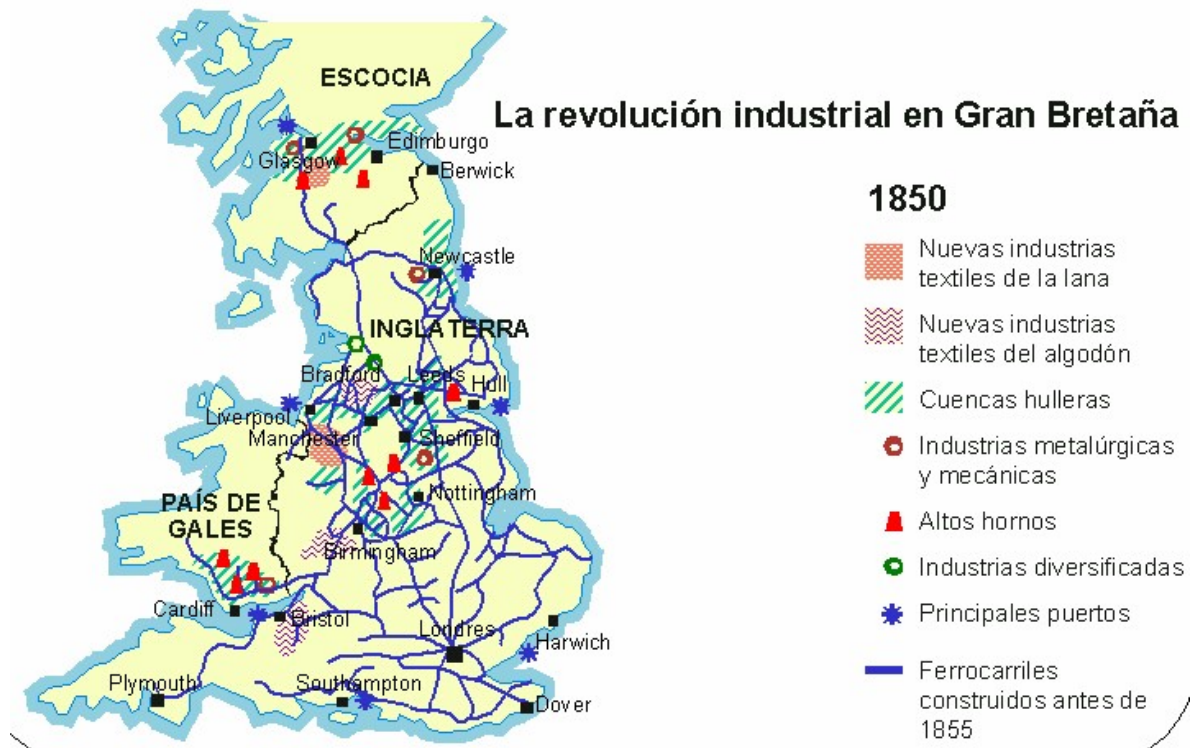 ESCOCIA
La revolución industrial en Gran Bretaña
Edimburgo
Glasgow
Berwick
Newcastle
INGLATERRA
Bradford
Leeds
Hull
Liverpool
Manchester
Sheffield
PAÍS DE
GALES
Nottingham
Birmingham
Cardiff
Bristol
Londres
Harwich
Plymouth
Southampton
Dover
1850
Nuevas industrias
textiles de la lana
Nuevas industrias
textiles del algodón
Cuencas hulleras
Industrias metalúrgicas
y mecánicas
Altos hornos
Industrias diversificadas
Principales puertos
Ferrocarriles
construidos antes de
1855